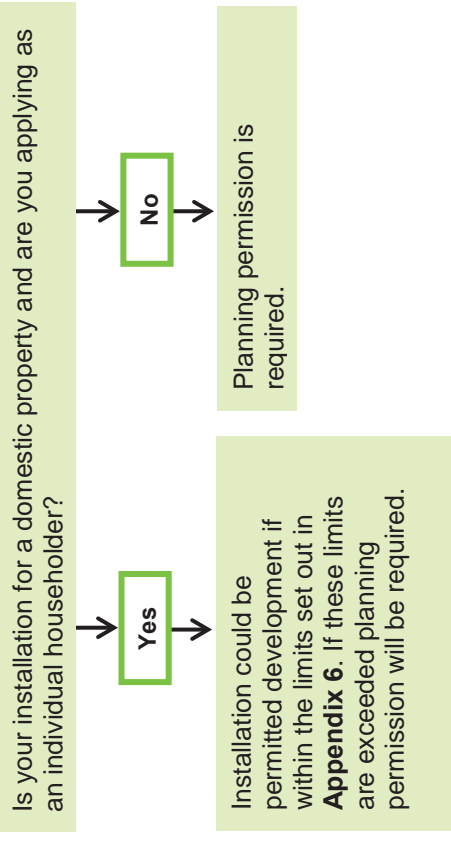 Is your installation for a domestic property and are you applying as
an individual householder?
Yes
No
Installation could be
permitted development if
within the limits set out in
Appendix 6. If these limits
are exceeded planning
permission will be required.
Planning permission is
required.